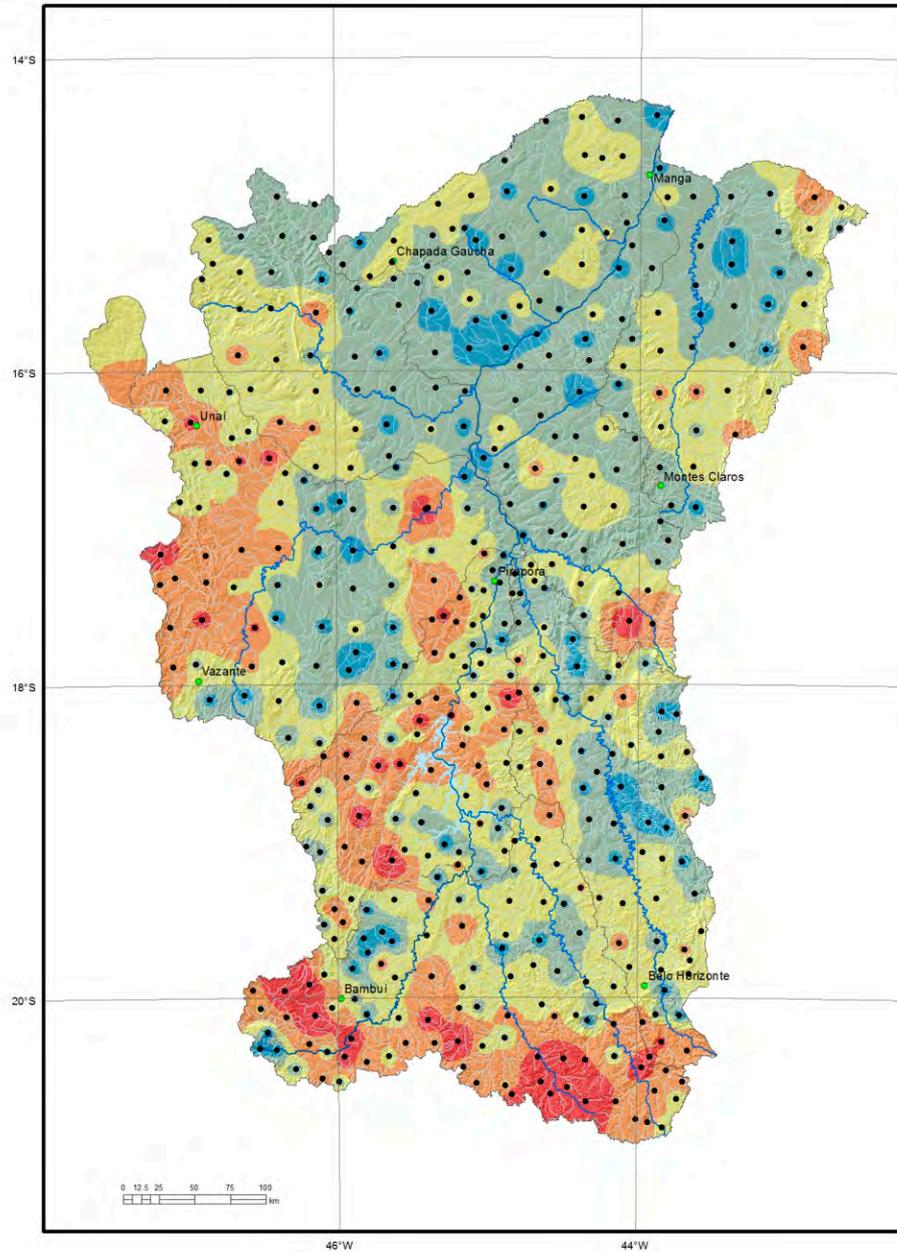 14°S
Manga
Chapada Gaucha
16°S
Unaí
Montes Claros
Pirapora
Vazante
18°S
Belo Horizonte
20°S
Bambuí
0 12.5 25 50 75 100
km
46°W 44°W